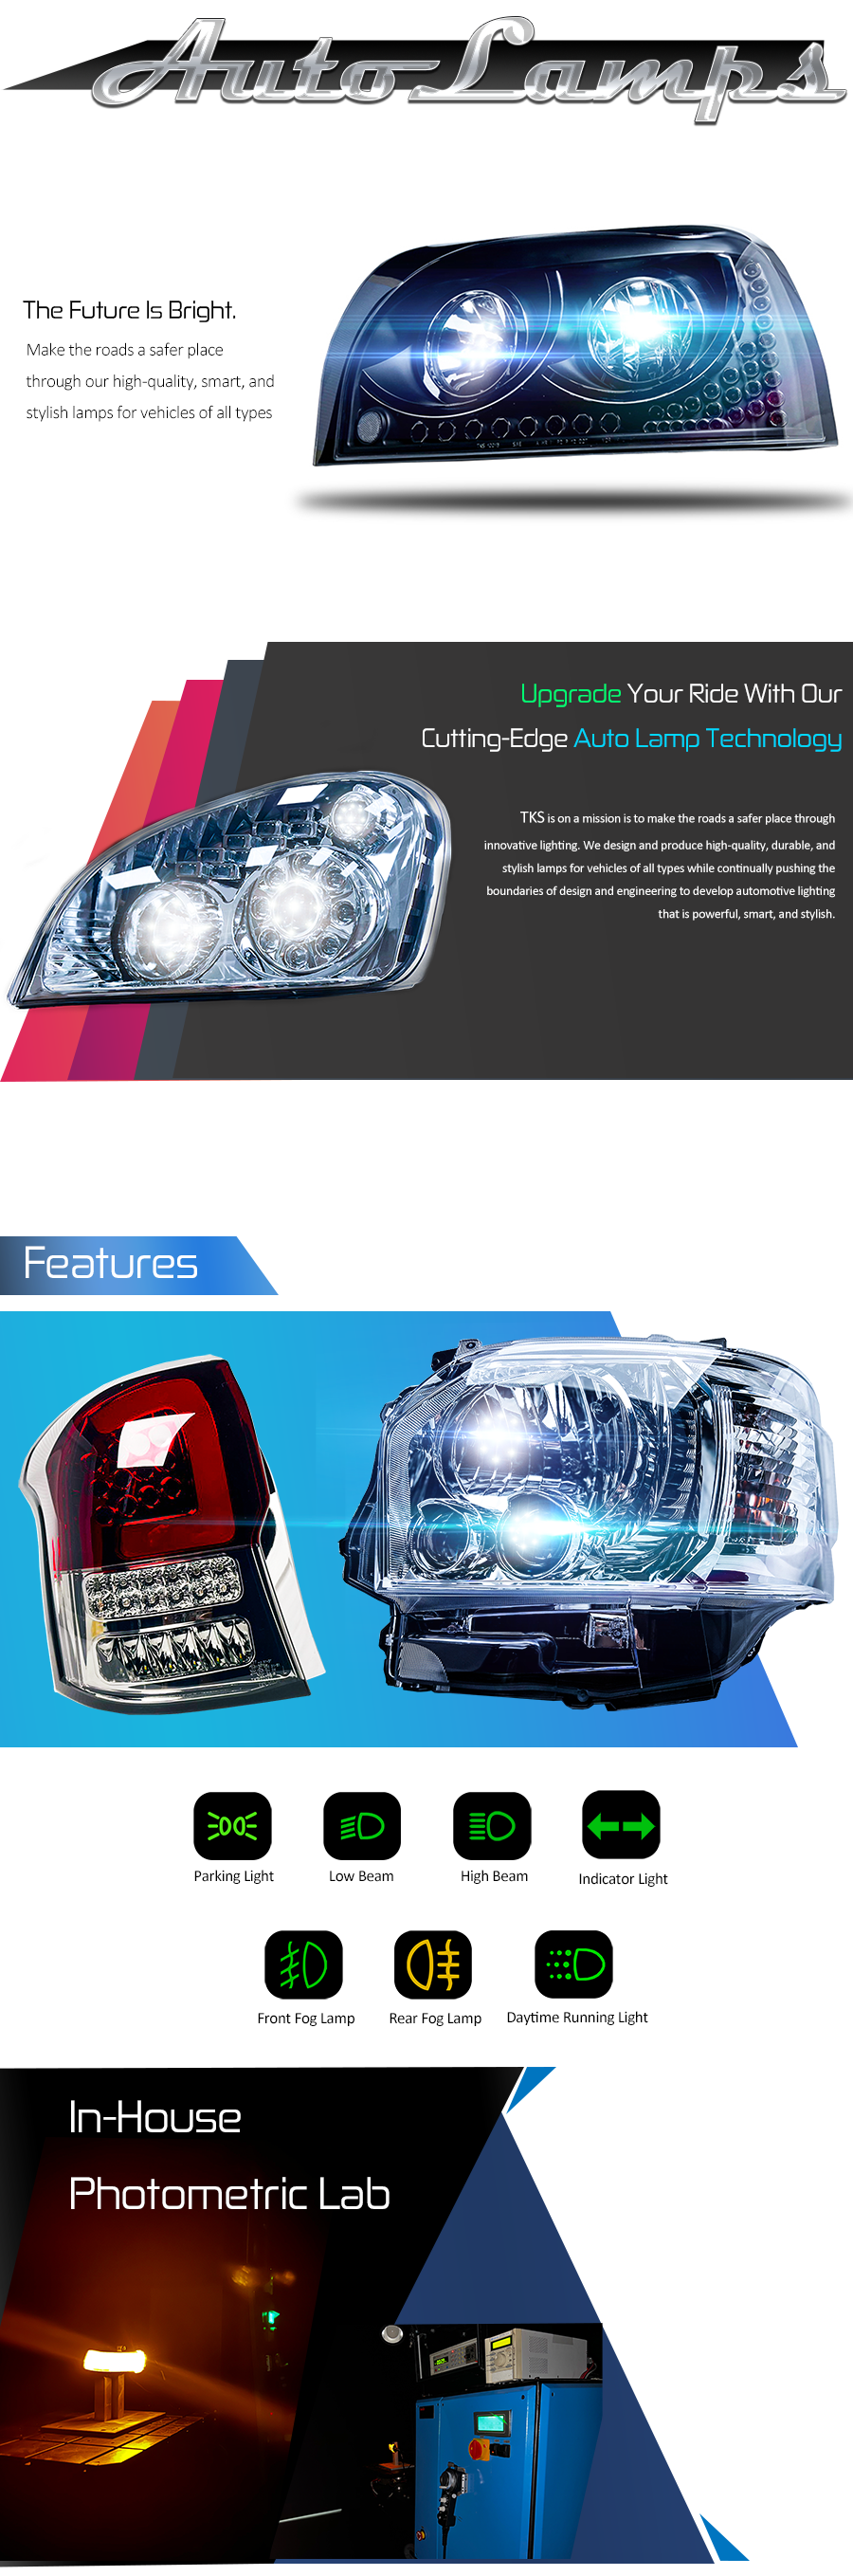 Auto Lamps
The Future Is Bright.
Make the roads a safer place
through our high-quality, smart, and
stylish lamps for vehicles of all types
Upgrade Your Ride With Our
Cutting-Edge Auto Lamp Technology
TKS is on a mission is to make the roads a safer place through
innovative lighting. We design and produce high-quality, durable, and
stylish lamps for vehicles of all types while continually pushing the
boundaries of design and engineering to develop automotive lighting
that is powerful, smart, and stylish.
Features
Parking Light
Low Beam
High Beam
Indicator Light
Front Fog Lamp
Rear Fog Lamp
Daytime Running Light
In-House
Photometric Lab